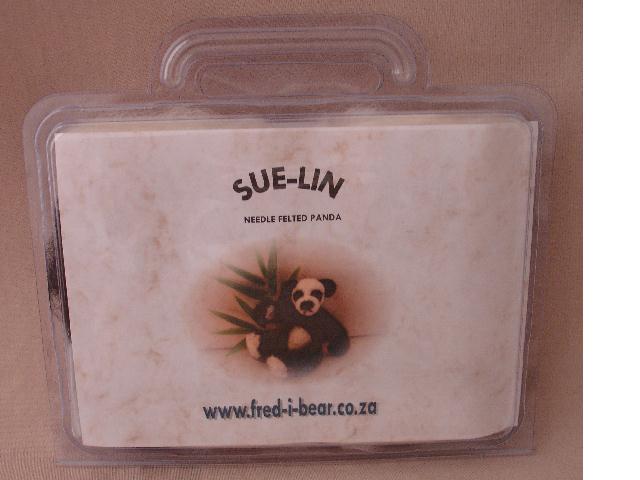 SUE-LIN
NEEDLE FELTED PANDA
www.fred-i-bear.co.za